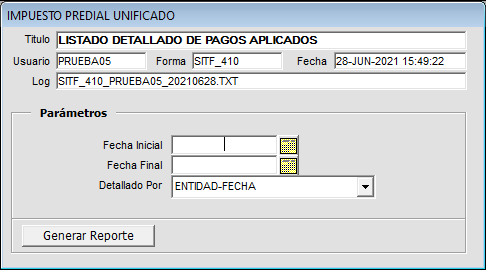 IMPUESTO PREDIAL UNIFICADO
Titulo LISTADO DETALLADO DE PAGOS APLICADOS
Usuario PRUEBA05 Forma SITF_410 Fecha 28-JUN-2021 15:49:22
Log SITF_410_PRUEBA05_20210628.TXT
Parámetros
Fecha Inicial
Fecha Final
Detallado Por ENTIDAD-FECHA
Generar Reporte